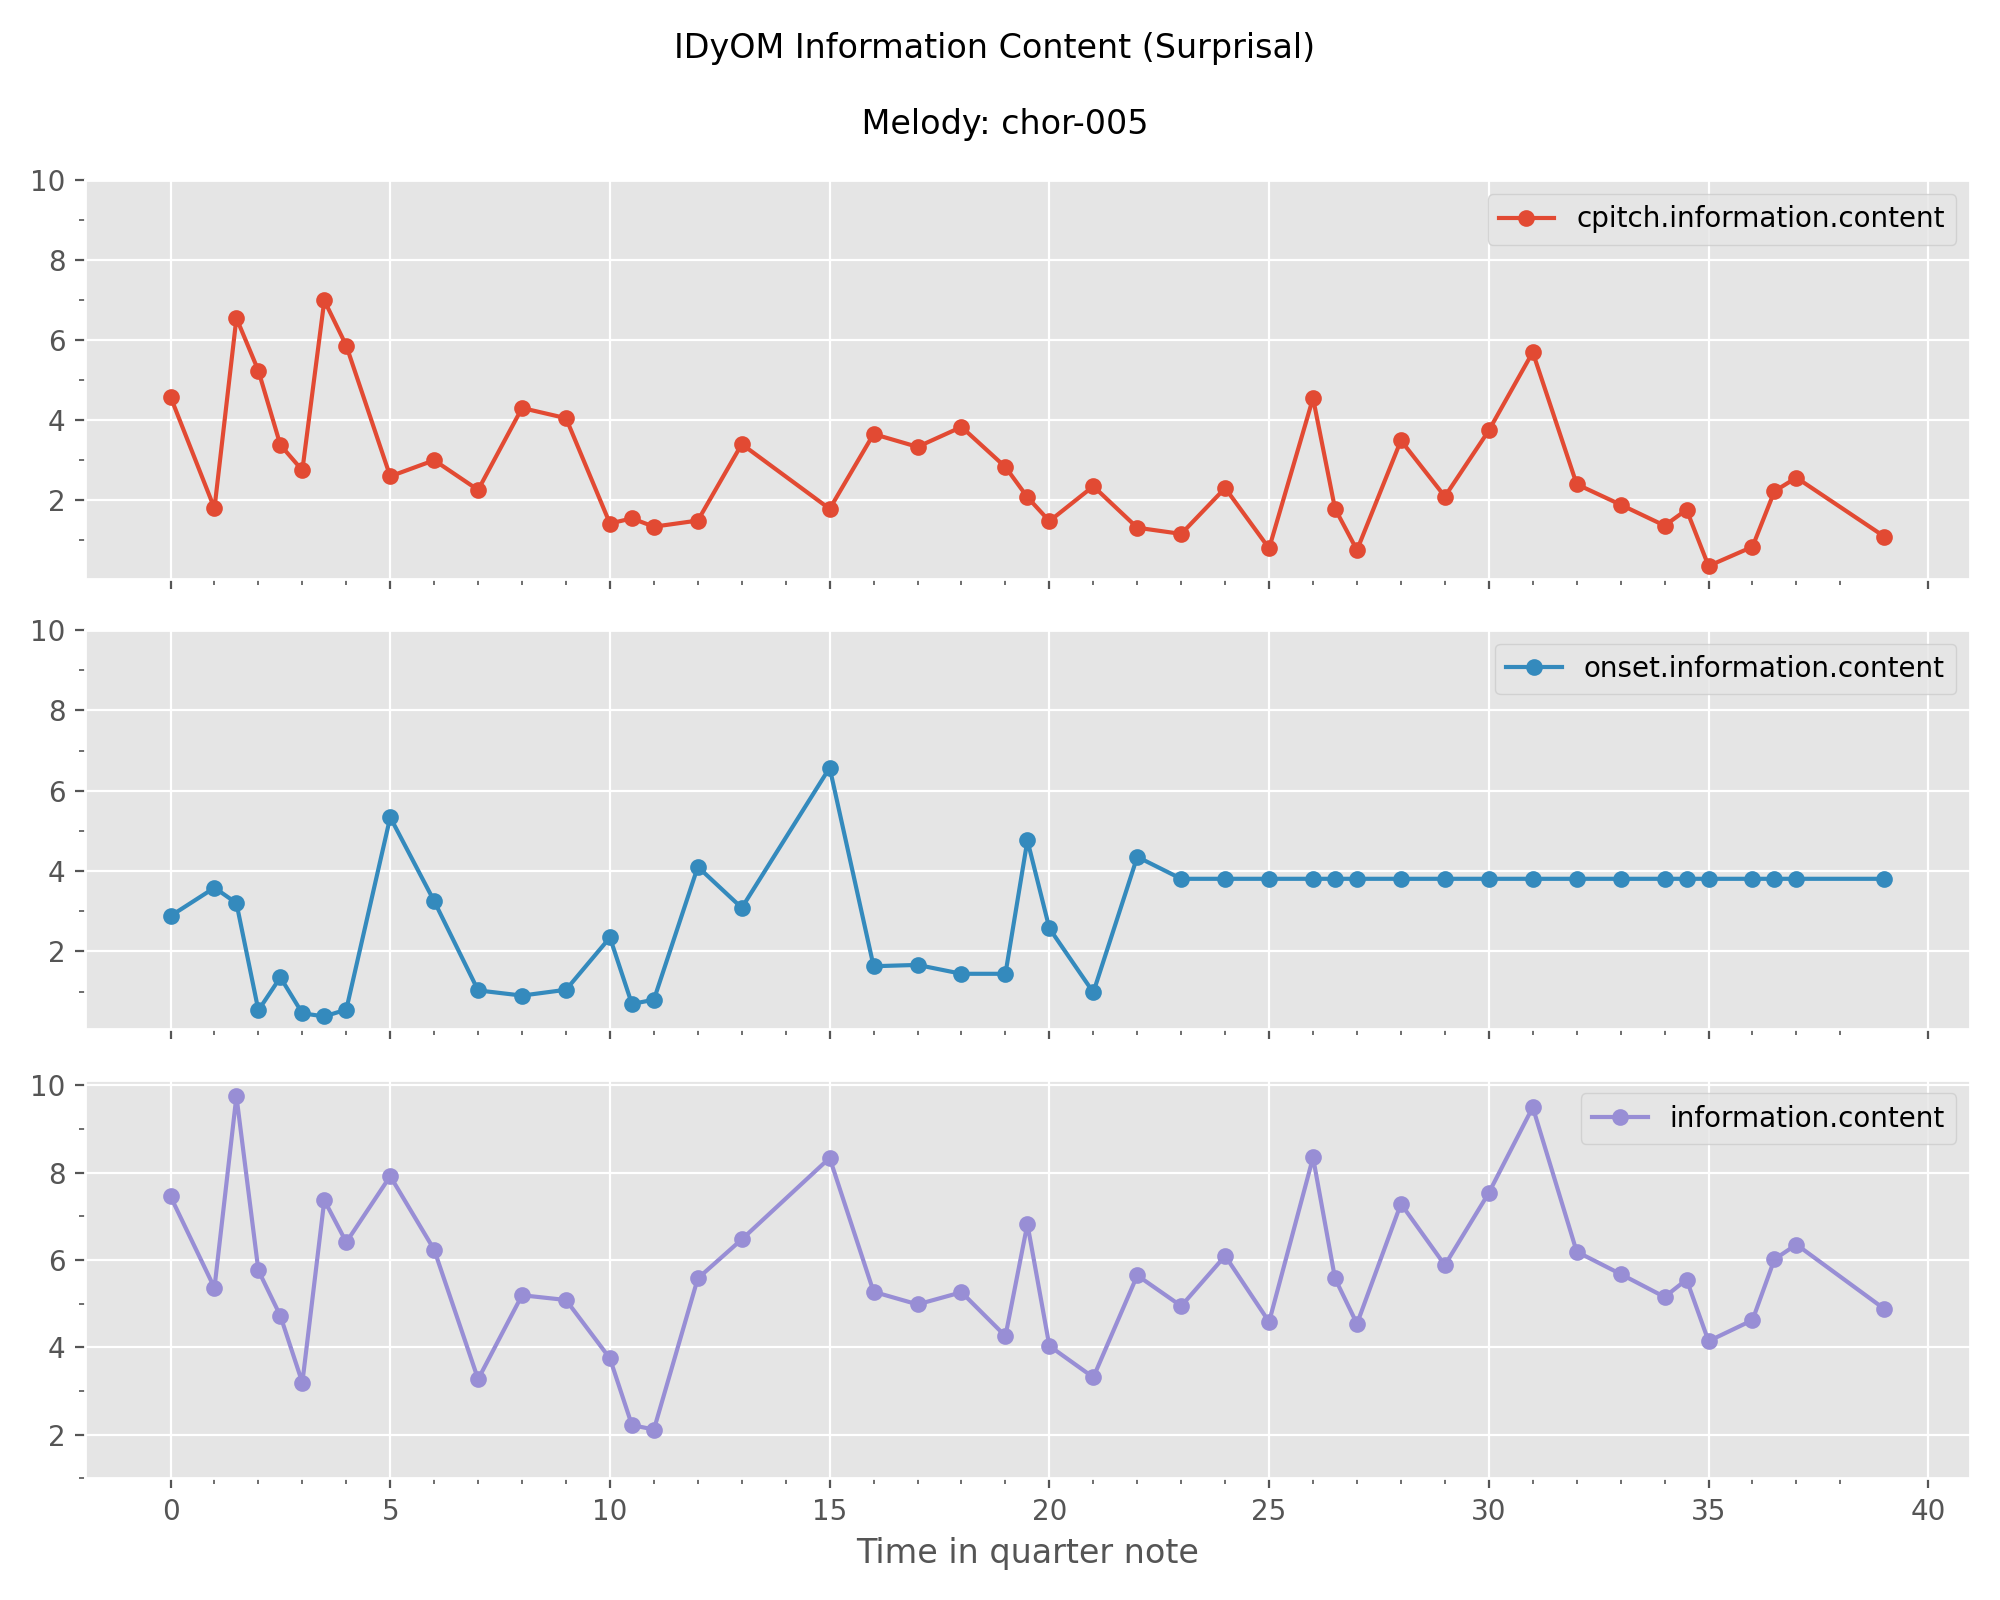 IDyOM Information Content (Surprisal)
Melody: chor-005
10
8
6
4
2
cpitch.information.content
10
8
6
4
2
onset.information.content
10
8
6
4
2
information.content
0 5 10 15 20 25 30 35 40
Time in quarter note